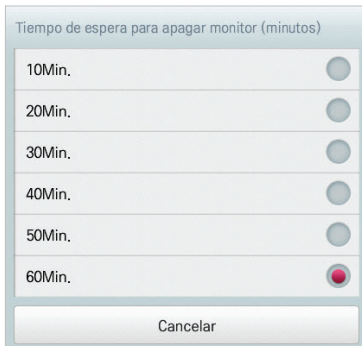 Tiempo de espera para apagar monitor (minutos)
10Min.
20Min.
30Min.
40Min.
50Min.
60Min.
Cancelar